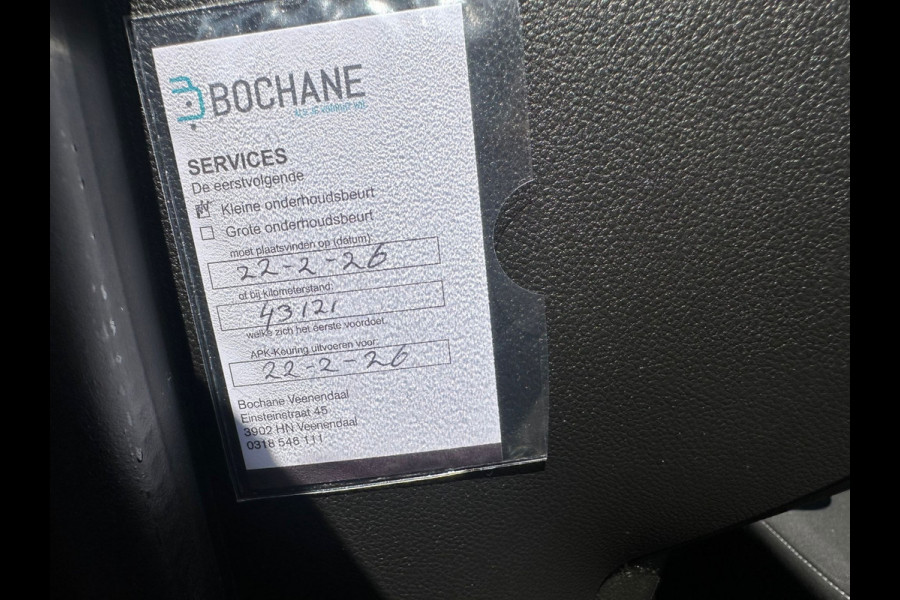 BOCHANE
SERVICES
De eerstvolgende
Kleine onderhoudsbeurt
Grote onderhoudsbeurt
moet plaatsvinden op (datum):
22-2-26
of bij kilometerstand:
43121
welke zich het eerste voordoet.
APK-Keuring uitvoeren voor:
22-2-26
Bochane Veenendaal
Einsteinstraat 45
3902 HN Veenendaal
0318 546 111